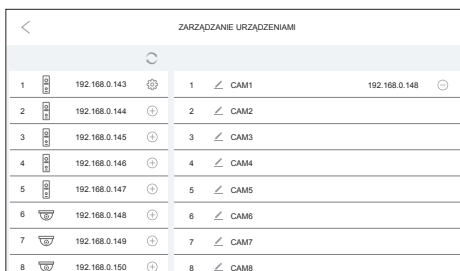 ZARZĄDZANIE URZĄDZENIAMI
1 192.168.0.143 1 CAM1 192.168.0.148
2 192.168.0.144 2 CAM2
3 192.168.0.145 3 CAM3
4 192.168.0.146 4 CAM4
5 192.168.0.147 5 CAM5
6 192.168.0.148 6 CAM6
7 192.168.0.149 7 CAM7
8 192.168.0.150 8 CAM8